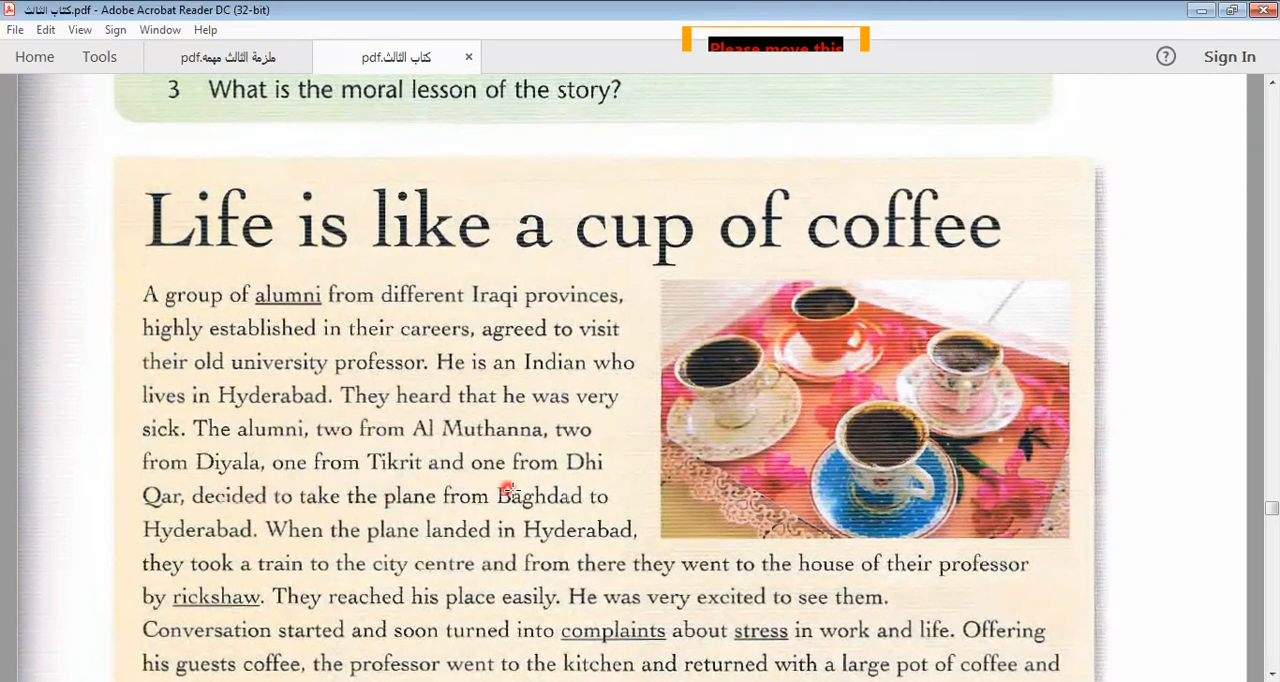 كتاب الثالث.pdf - Adobe Acrobat Reader DC (32-bit)
File Edit View Sign Window Help
Please move this
Home Tools ملزمة الثالث مهمه.pdf كتاب الثالث.pdf × ? Sign In
3 What is the moral lesson of the story?
Life is like a cup of coffee
A group of alumni from different Iraqi provinces,
highly established in their careers, agreed to visit
their old university professor. He is an Indian who
lives in Hyderabad. They heard that he was very
sick. The alumni, two from Al Muthanna, two
from Diyala, one from Tikrit and one from Dhi
Qar, decided to take the plane from Baghdad to
Hyderabad. When the plane landed in Hyderabad,
they took a train to the city centre and from there they went to the house of their professor
by rickshaw. They reached his place easily. He was very excited to see them.
Conversation started and soon turned into complaints about stress in work and life. Offering
his guests coffee, the professor went to the kitchen and returned with a large pot of coffee and